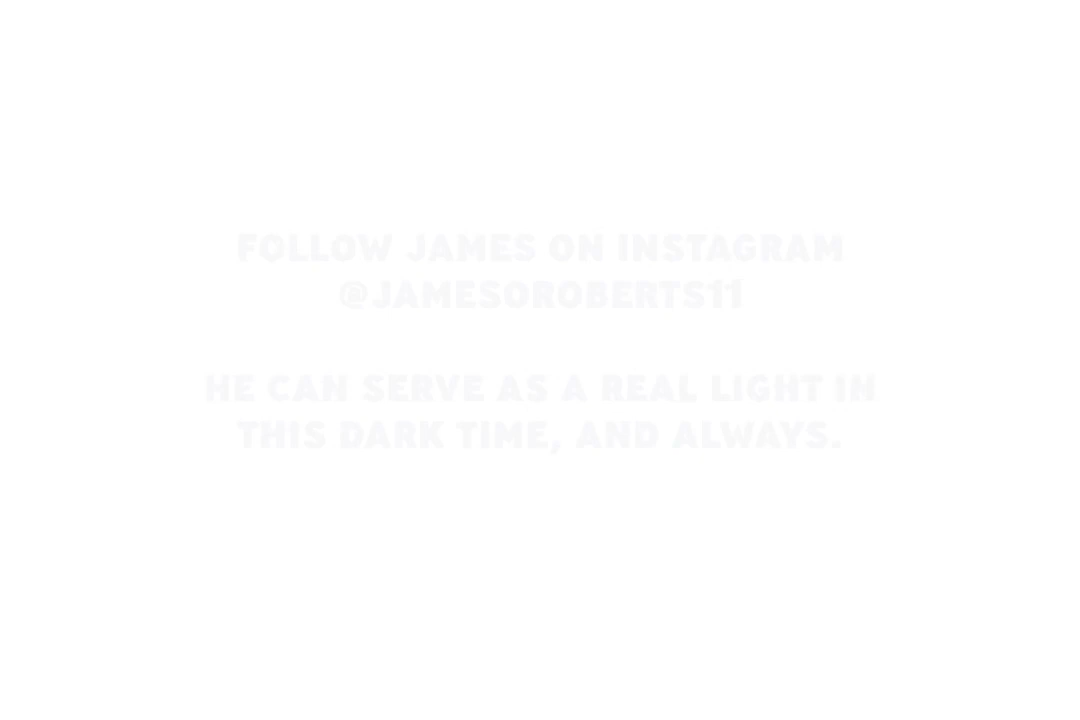 FOLLOW JAMES ON INSTAGRAM
@JAMESOROBERTS11
HE CAN SERVE AS A REAL LIGHT IN
THIS DARK TIME, AND ALWAYS.